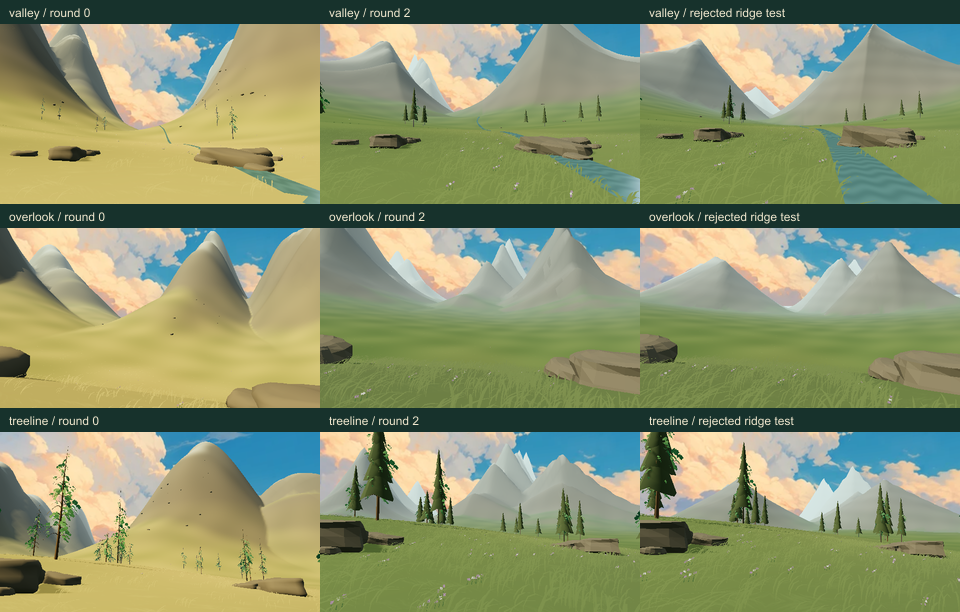 valley / round 0
valley / round 2
valley / rejected ridge test
overlook / round 0
overlook / round 2
overlook / rejected ridge test
treeline / round 0
treeline / round 2
treeline / rejected ridge test